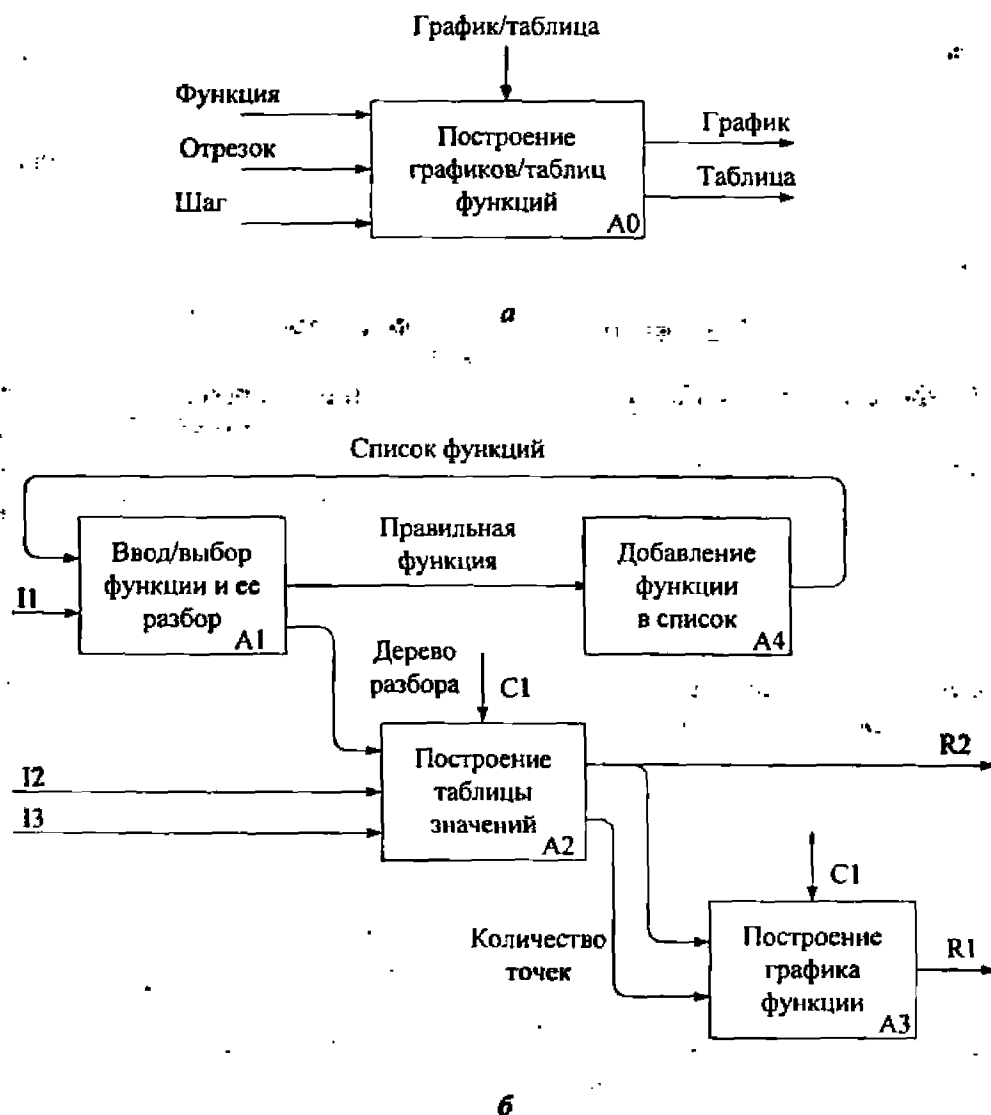 График/таблица
Функция
Отрезок
Шаг
Построение
графиков/таблиц
функций
A0
График
Таблица
а
Список функций
Ввод/выбор
функции и ее
разбор
A1
I1
Правильная
функция
Добавление
функции
в список
A4
Дерево
разбора
C1
I2
I3
Построение
таблицы
значений
A2
R2
C1
Количество
точек
Построение
графика
функции
A3
R1
б